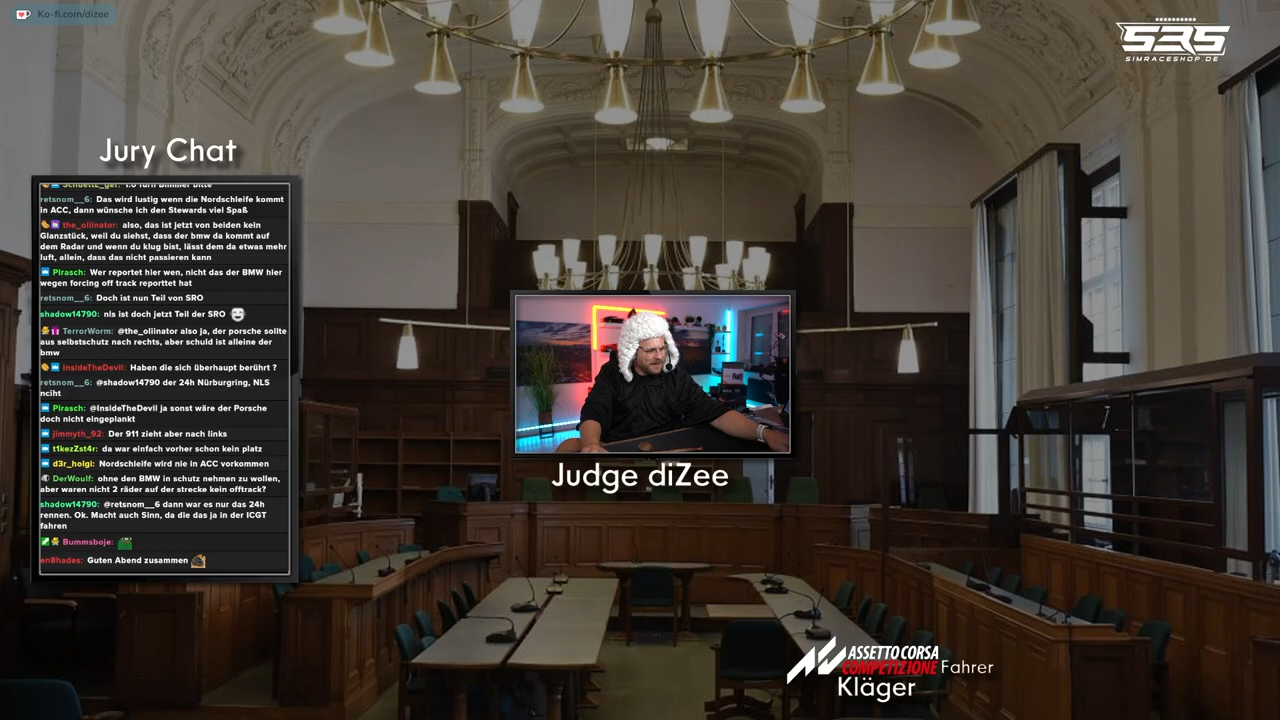 Ko-fi.com/dizee
SRS
SIMRACESHOP.DE
Jury Chat
retsnom__6: Das wird lustig wenn die Nordschleife kommt
in ACC, dann wünsche ich den Stewards viel Spaß
the_ollinator: also, das ist jetzt von beiden kein
Glanzstück, weil du siehst, dass der bmw da kommt auf
dem Radar und wenn du klug bist, lässt dem da etwas mehr
luft, allein, dass das nicht passieren kann
Pirasch: Wer reportet hier wen, nicht das der BMW hier
wegen forcing off track reporttet hat
retsnom__6: Doch ist nun Teil von SRO
shadow14790: nls ist doch jetzt Teil der SRO
TerrorWorm: @the_ollinator also ja, der porsche sollte
aus selbstschutz nach rechts, aber schuld ist alleine der
bmw
InsideTheDevil: Haben die sich überhaupt berührt ?
retsnom__6: @shadow14790 der 24h Nürburgring, NLS
nciht
Pirasch: @InsideTheDevil ja sonst wäre der Porsche
doch nicht eingeplankt
jimmyth_92: Der 911 zieht aber nach links
t1kezZst4r: da war einfach vorher schon kein platz
d3r_holgi: Nordschleife wird nie in ACC vorkommen
DerWoulf: ohne den BMW in schutz nehmen zu wollen,
aber waren nicht 2 räder auf der strecke kein offtrack?
shadow14790: @retsnom__6 dann war es nur das 24h
rennen. Ok. Macht auch Sinn, da die das ja in der ICGT
fahren
Bummsboje:
en8hades: Guten Abend zusammen
Judge diZee
ASSETTO CORSA
COMPETIZIONE Fahrer
Kläger